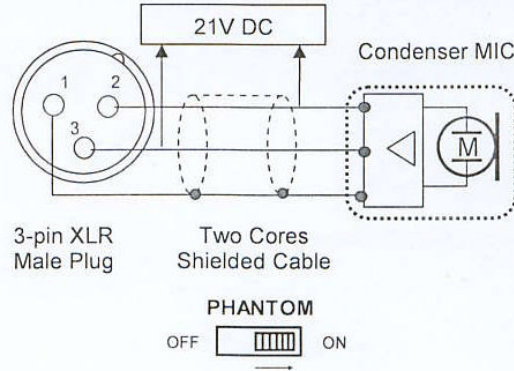 21V DC
Condenser MIC
1
2
3
M
3-pin XLR
Male Plug
Two Cores
Shielded Cable
PHANTOM
OFF
ON